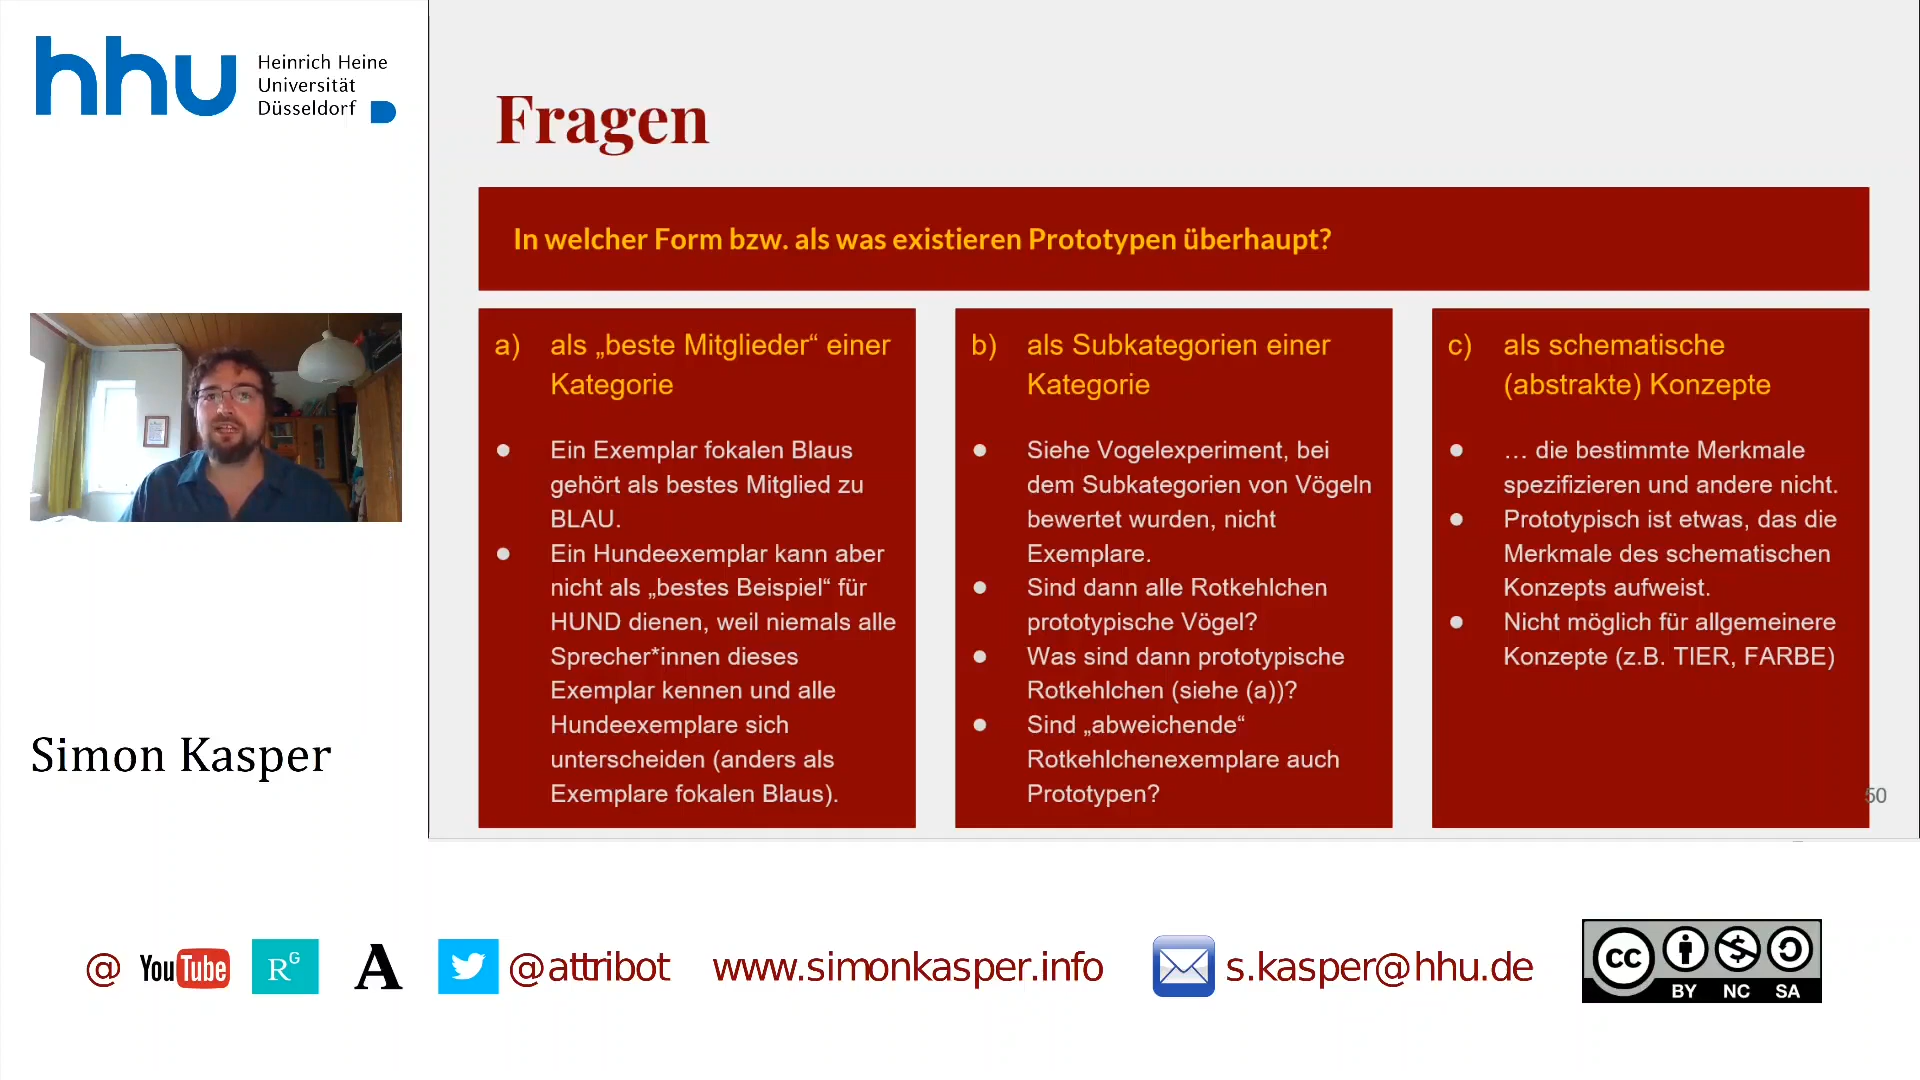 hhu
Heinrich Heine
Universität
Düsseldorf
Fragen
In welcher Form bzw. als was existieren Prototypen überhaupt?
a) als „beste Mitglieder“ einer
Kategorie
● Ein Exemplar fokalen Blaus
gehört als bestes Mitglied zu
BLAU.
● Ein Hundeexemplar kann aber
nicht als „bestes Beispiel“ für
HUND dienen, weil niemals alle
Sprecher*innen dieses
Exemplar kennen und alle
Hundeexemplare sich
unterscheiden (anders als
Exemplare fokalen Blaus).
b) als Subkategorien einer
Kategorie
● Siehe Vogelexperiment, bei
dem Subkategorien von Vögeln
bewertet wurden, nicht
Exemplare.
● Sind dann alle Rotkehlchen
prototypische Vögel?
● Was sind dann prototypische
Rotkehlchen (siehe (a))?
● Sind „abweichende“
Rotkehlchenexemplare auch
Prototypen?
c) als schematische
(abstrakte) Konzepte
● … die bestimmte Merkmale
spezifizieren und andere nicht.
● Prototypisch ist etwas, das die
Merkmale des schematischen
Konzepts aufweist.
● Nicht möglich für allgemeinere
Konzepte (z.B. TIER, FARBE)
50
Simon Kasper
@ YouTube RG A @attribot www.simonkasper.info s.kasper@hhu.de
cc
BY NC SA